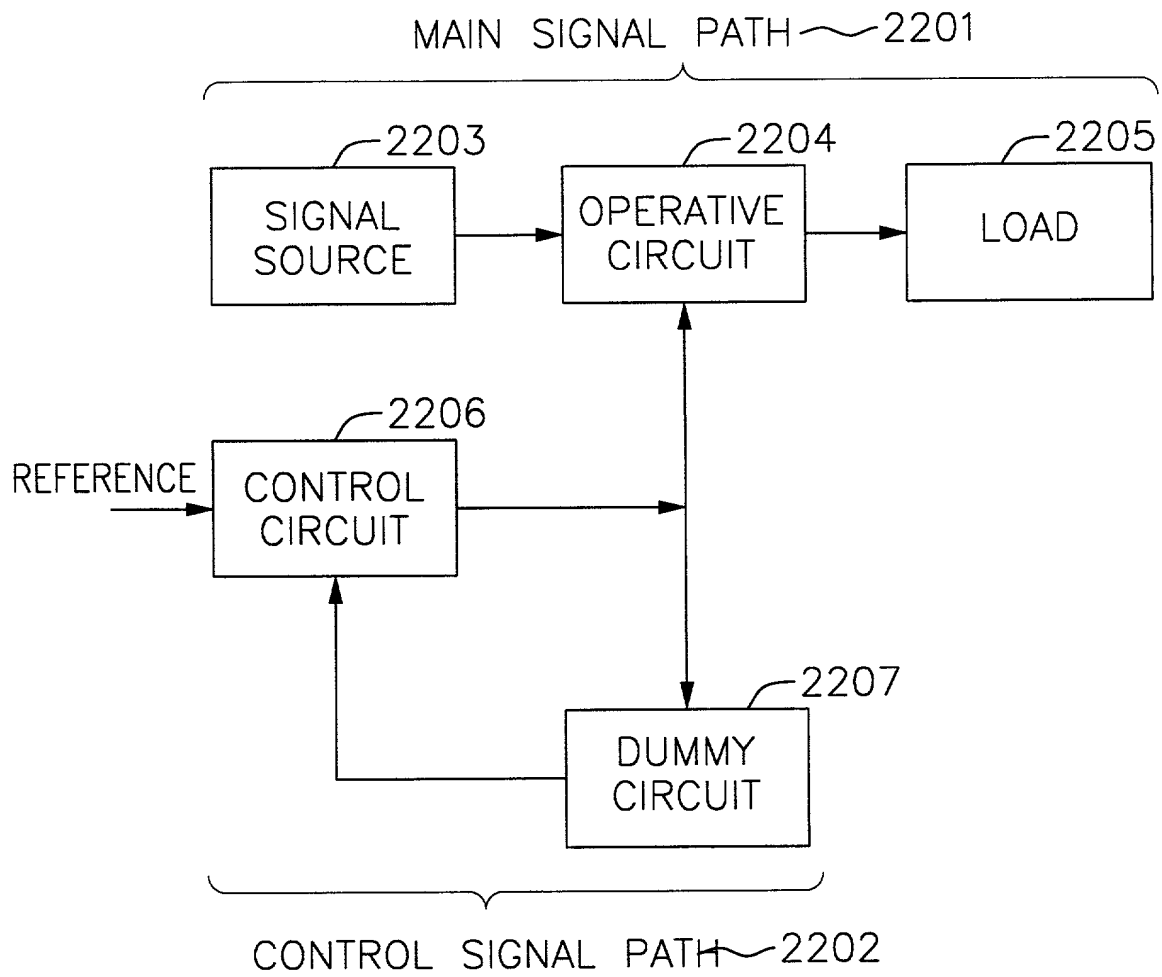 MAIN SIGNAL PATH 2201
2203
2204
2205
SIGNAL
SOURCE
OPERATIVE
CIRCUIT
LOAD
2206
REFERENCE
CONTROL
CIRCUIT
2207
DUMMY
CIRCUIT
CONTROL SIGNAL PATH 2202